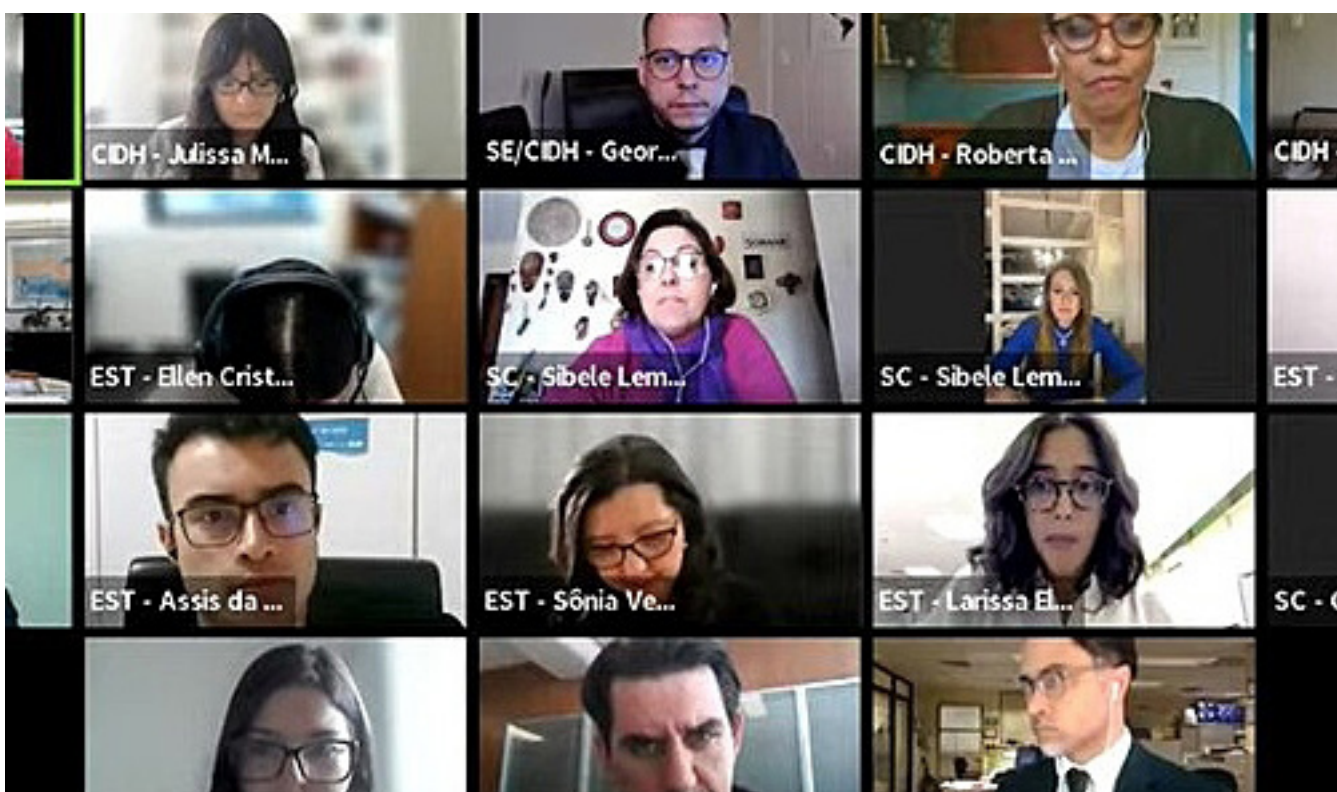 CIDH - Julissa M...
SE/CIDH - Geor...
CIDH - Roberta ...
CIDH -
EST - Ellen Crist...
SC - Sibele Lem...
SC - Sibele Lem...
EST -
EST - Assis da ...
EST - Sônia Ve...
EST - Larissa El...
SC -